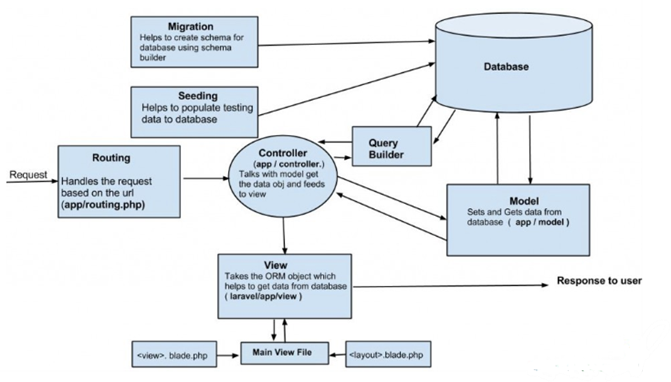 Migration
Helps to create schema for
database using schema
builder
Database
Seeding
Helps to populate testing
data to database
Query
Builder
Controller
(app / controller.)
Talks with model get
the data obj and feeds
to view
Request
Routing
Handles the request
based on the url
(app/routing.php)
Model
Sets and Gets data from
database ( app / model )
View
Takes the ORM object which
helps to get data from database
( laravel/app/view )
Response to user
<view>. blade.php
Main View File
<layout>.blade.php